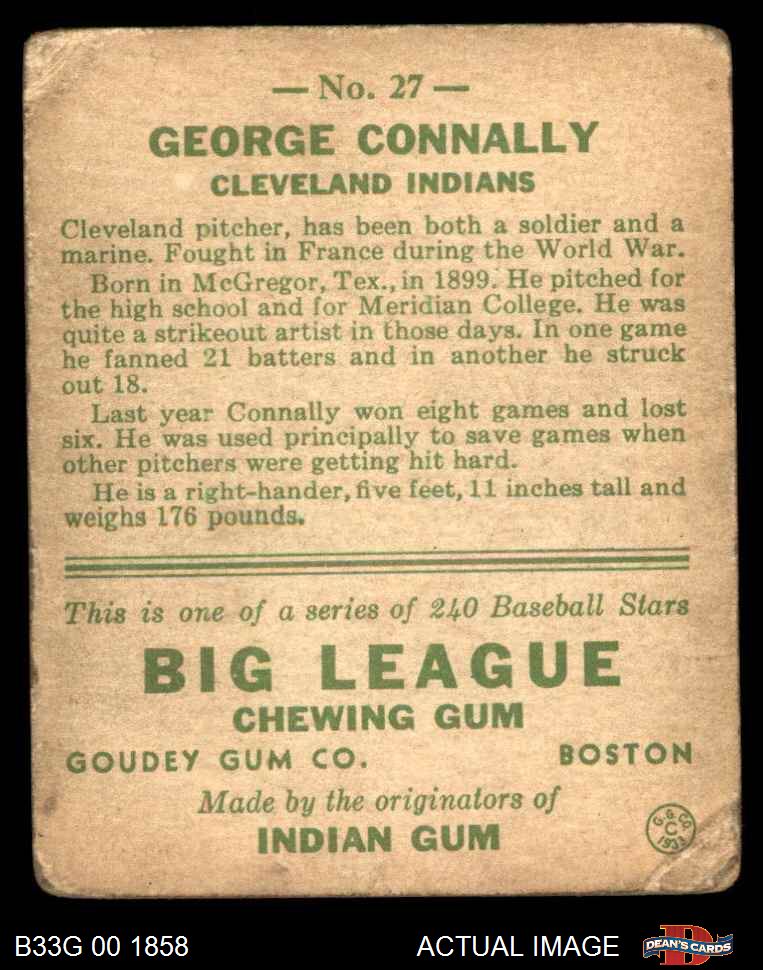 — No. 27 —
GEORGE CONNALLY
CLEVELAND INDIANS
Cleveland pitcher, has been both a soldier and a
marine. Fought in France during the World War.
Born in McGregor, Tex., in 1899. He pitched for
the high school and for Meridian College. He was
quite a strikeout artist in those days. In one game
he fanned 21 batters and in another he struck
out 18.
Last year Connally won eight games and lost
six. He was used principally to save games when
other pitchers were getting hit hard.
He is a right-hander, five feet, 11 inches tall and
weighs 176 pounds.
This is one of a series of 240 Baseball Stars
BIG LEAGUE
CHEWING GUM
GOUDEY GUM CO. BOSTON
Made by the originators of
INDIAN GUM
G. G. CO.
C
1933
B33G 00 1858 ACTUAL IMAGE D DEAN'S CARDS